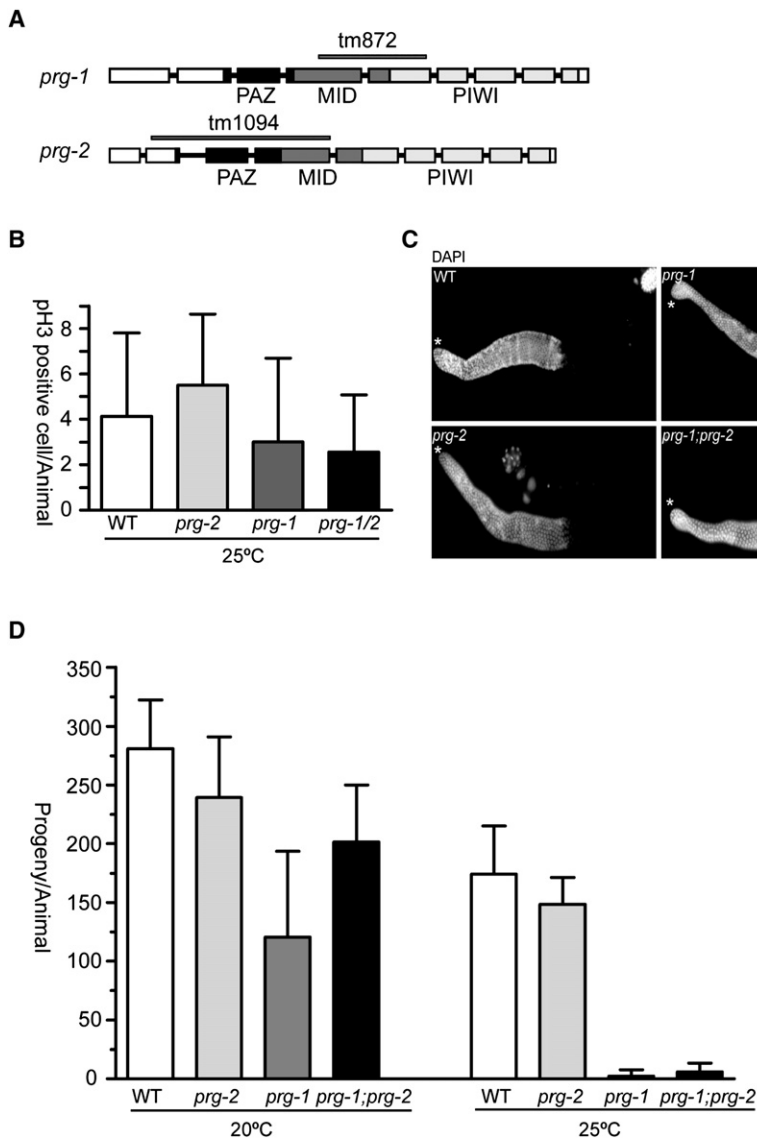 A
tm872
prg-1
PAZ MID PIWI
tm1094
prg-2
PAZ MID PIWI
B
pH3 positive cell/Animal
8
6
4
2
0
WT prg-2 prg-1 prg-1/2
25ºC
C
DAPI
WT
prg-1
*
*
prg-2
prg-1;prg-2
*
*
D
Progeny/Animal
350
300
250
200
150
100
50
0
WT prg-2 prg-1 prg-1;prg-2 WT prg-2 prg-1 prg-1;prg-2
20ºC 25ºC